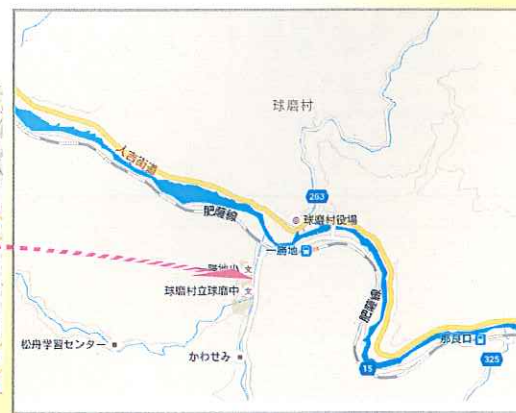 球磨村
人吉街道
263
肥薩線
球磨村役場
一勝地
球磨村立球磨中
肥薩線
松舟学習センター
かわせみ
那良口
15
325